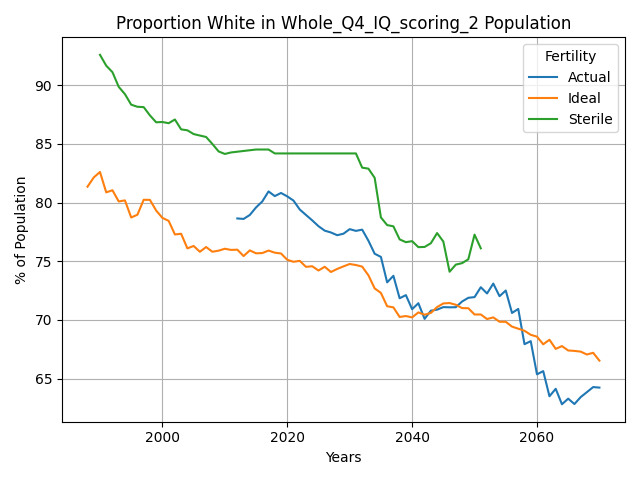 Proportion White in Whole_Q4_IQ_scoring_2 Population
Fertility
Actual
Ideal
Sterile
% of Population
90
85
80
75
70
65
2000
2020
2040
2060
Years